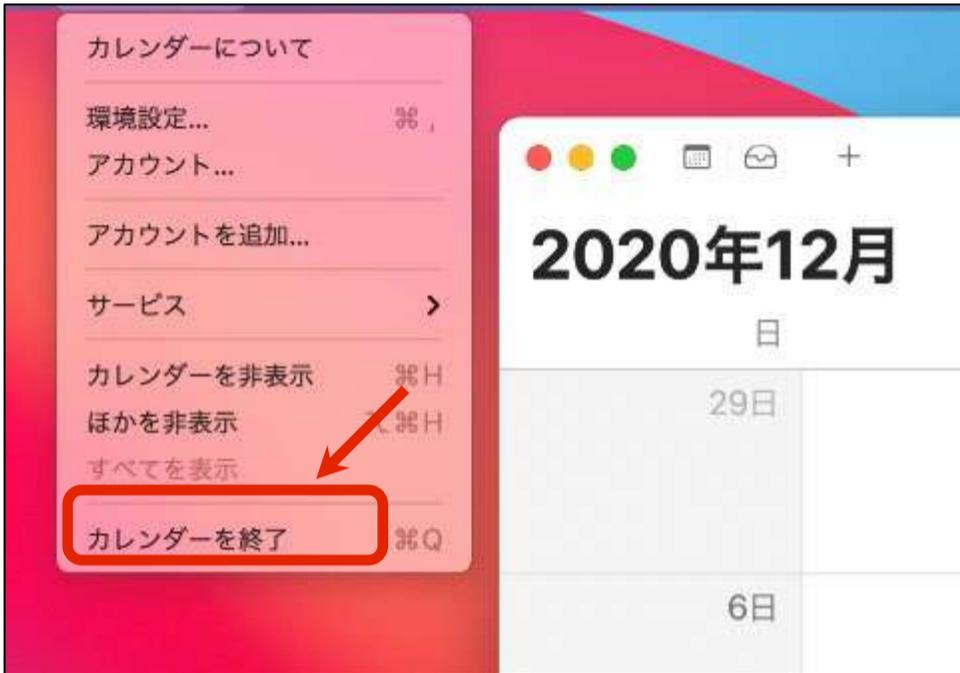 カレンダーについて
環境設定... ⌘ ,
アカウント...
アカウントを追加...
サービス
カレンダーを非表示 ⌘H
ほかを非表示 ⌥⌘H
すべてを表示
カレンダーを終了 ⌘Q
2020年12月
日
29日
6日